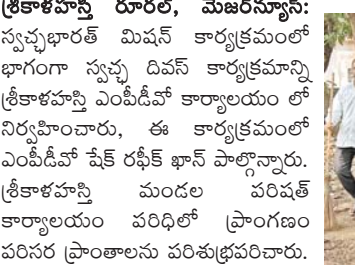 శ్రీకాళహస్తి రూరల్, మేజర్‌న్యూస్:
స్వచ్ఛభారత్ మిషన్ కార్యక్రమంలో
భాగంగా స్వచ్ఛ దివస్ కార్యక్రమాన్ని
శ్రీకాళహస్తి ఎంపీడీవో కార్యాలయం లో
నిర్వహించారు, ఈ కార్యక్రమంలో
ఎంపీడీవో షేక్ రఫీక్ ఖాన్ పాల్గొన్నారు.
శ్రీకాళహస్తి మండల పరిషత్
కార్యాలయం పరిధిలో ప్రాంగణం
పరిసర ప్రాంతాలను పరిశుభ్రపరిచారు.